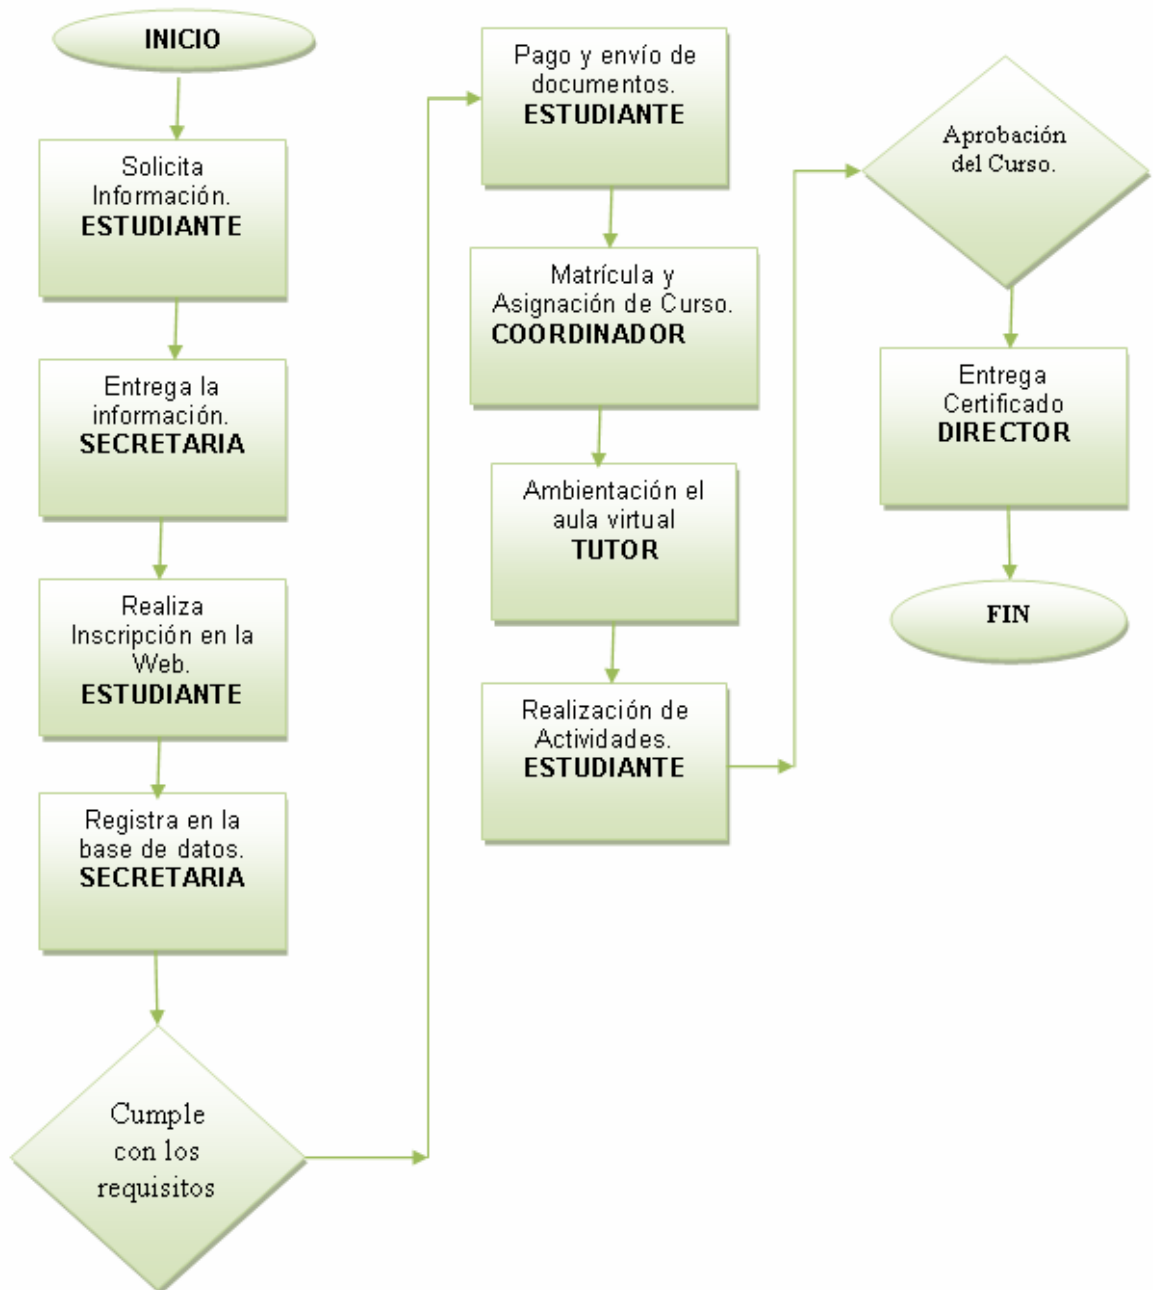 INICIO
Solicita
Información.
ESTUDIANTE
Entrega la
información.
SECRETARIA
Realiza
Inscripción en la
Web.
ESTUDIANTE
Registra en la
base de datos.
SECRETARIA
Cumple
con los
requisitos
Pago y envío de
documentos.
ESTUDIANTE
Matrícula y
Asignación de Curso.
COORDINADOR
Ambientación el
aula virtual
TUTOR
Realización de
Actividades.
ESTUDIANTE
Aprobación
del Curso.
Entrega
Certificado
DIRECTOR
FIN